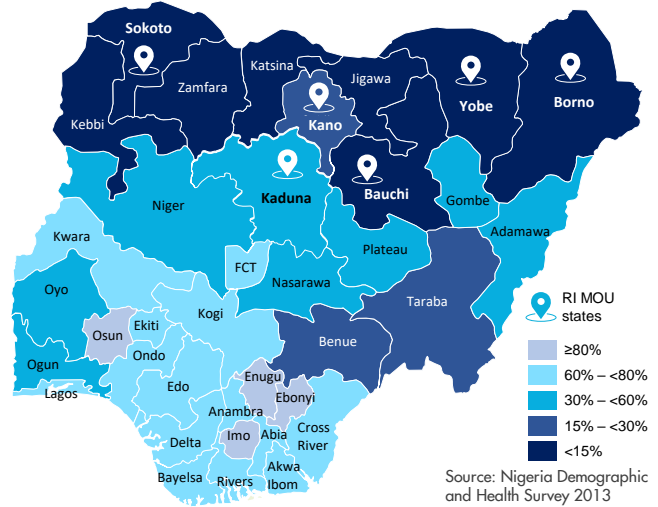 Sokoto
Katsina
Jigawa
Zamfara
Yobe
Borno
Kebbi
Kano
Kaduna
Bauchi
Niger
Gombe
Adamawa
Kwara
Plateau
FCT
Nasarawa
Oyo
Taraba
RI MOU
states
Kogi
Osun
Ekiti
Benue
Ondo
Ogun
Enugu
Lagos
Edo
Ebonyi
Anambra
Imo
Abia
Cross
River
Delta
Akwa
Ibom
Bayelsa
Rivers
≥80%
60% – <80%
30% – <60%
15% – <30%
<15%
Source: Nigeria Demographic
and Health Survey 2013